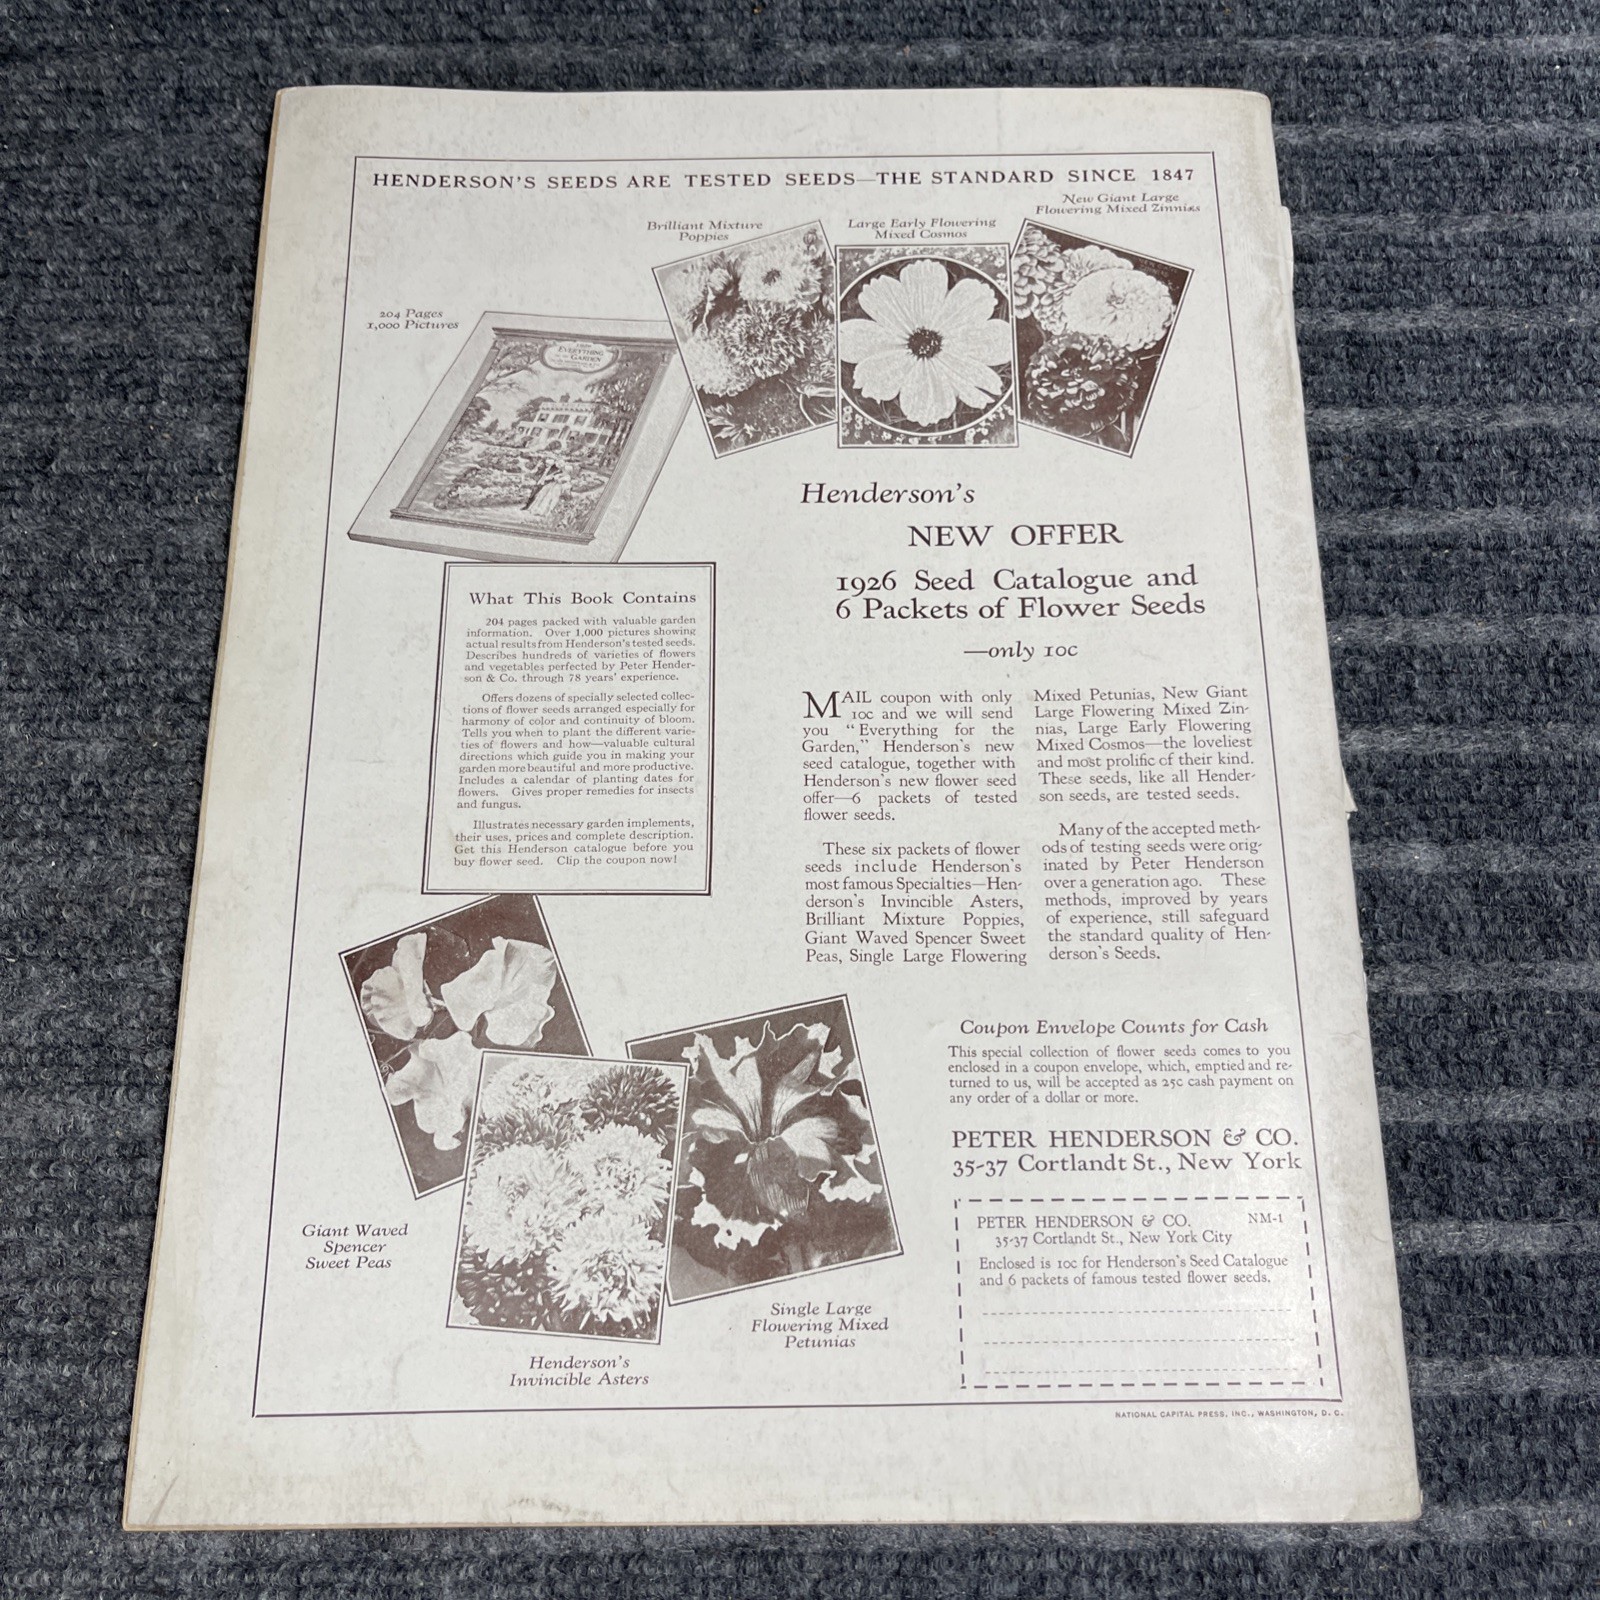 HENDERSON'S SEEDS ARE TESTED SEEDS—THE STANDARD SINCE 1847
Brilliant Mixture
Poppies
Large Early Flowering
Mixed Cosmos
New Giant Large
Flowering Mixed Zinnias
204 Pages
1,000 Pictures
EVERYTHING
GARDEN
Henderson's
NEW OFFER
1926 Seed Catalogue and
6 Packets of Flower Seeds
—only 10c
What This Book Contains
204 pages packed with valuable garden
information. Over 1,000 pictures showing
actual results from Henderson's tested seeds.
Describes hundreds of varieties of flowers
and vegetables perfected by Peter Hender-
son & Co. through 78 years' experience.
Offers dozens of specially selected collec-
tions of flower seeds arranged especially for
harmony of color and continuity of bloom.
Tells you when to plant the different varie-
ties of flowers and how—valuable cultural
directions which guide you in making your
garden more beautiful and more productive.
Includes a calendar of planting dates for
flowers. Gives proper remedies for insects
and fungus.
Illustrates necessary garden implements,
their uses, prices and complete description.
Get this Henderson catalogue before you
buy flower seed. Clip the coupon now!
MAIL coupon with only
10c and we will send
you "Everything for the
Garden," Henderson's new
seed catalogue, together with
Henderson's new flower seed
offer—6 packets of tested
flower seeds.
These six packets of flower
seeds include Henderson's
most famous Specialties—Hen-
derson's Invincible Asters,
Brilliant Mixture Poppies,
Giant Waved Spencer Sweet
Peas, Single Large Flowering
Mixed Petunias, New Giant
Large Flowering Mixed Zin-
nias, Large Early Flowering
Mixed Cosmos—the loveliest
and most prolific of their kind.
These seeds, like all Hender-
son seeds, are tested seeds.
Many of the accepted meth-
ods of testing seeds were orig-
inated by Peter Henderson
over a generation ago. These
methods, improved by years
of experience, still safeguard
the standard quality of Hen-
derson's Seeds.
Coupon Envelope Counts for Cash
This special collection of flower seeds comes to you
enclosed in a coupon envelope, which, emptied and re-
turned to us, will be accepted as 25c cash payment on
any order of a dollar or more.
PETER HENDERSON & CO.
35-37 Cortlandt St., New York
PETER HENDERSON & CO. NM-1
35-37 Cortlandt St., New York City
Enclosed is 10c for Henderson's Seed Catalogue
and 6 packets of famous tested flower seeds.
Giant Waved
Spencer
Sweet Peas
Henderson's
Invincible Asters
Single Large
Flowering Mixed
Petunias
NATIONAL CAPITAL PRESS, INC., WASHINGTON, D. C.